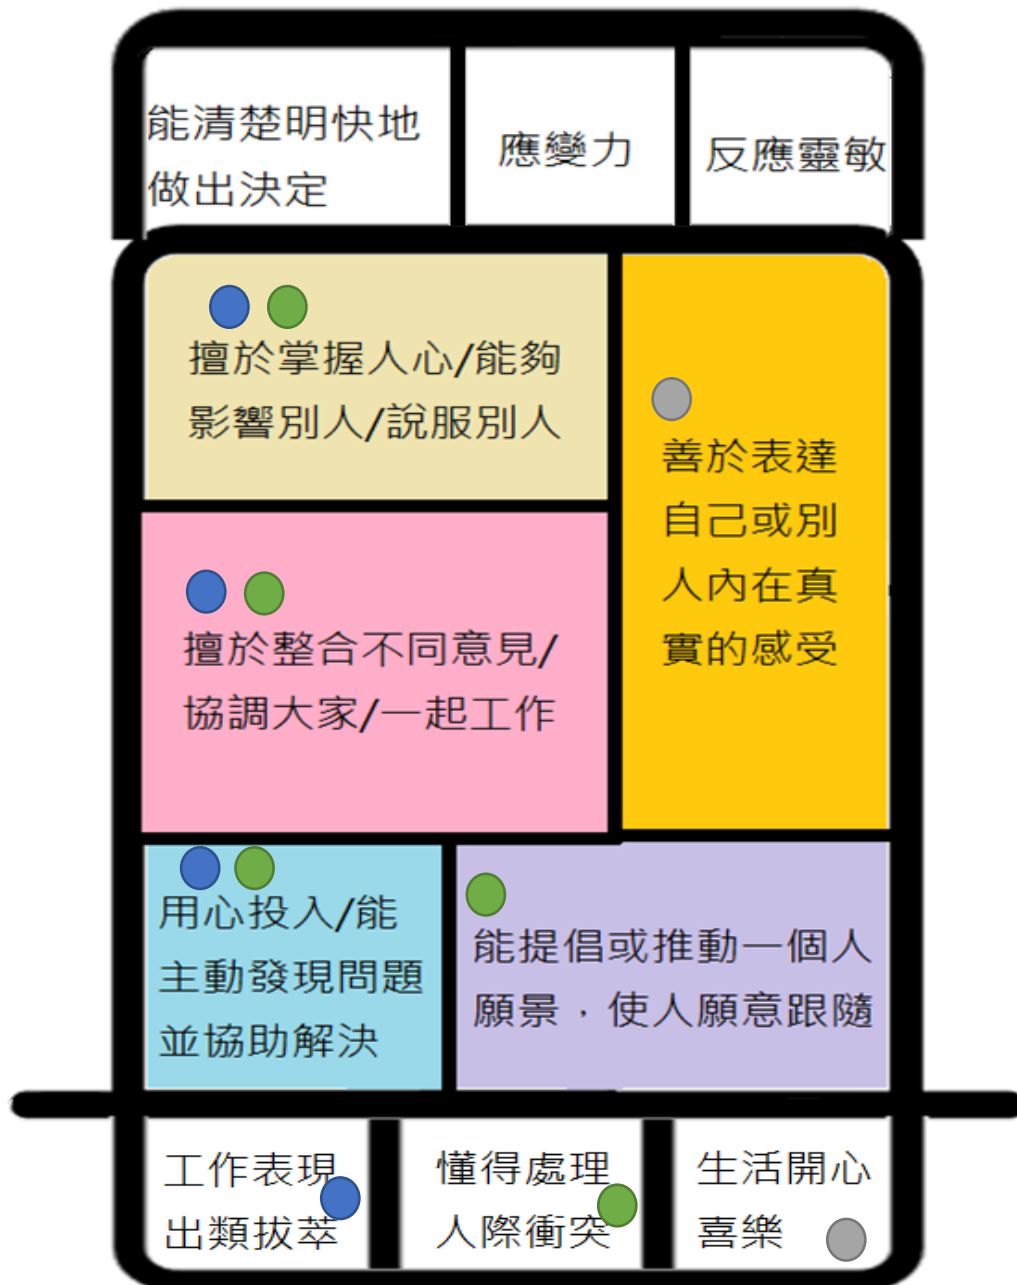 能清楚明快地
做出決定
應變力
反應靈敏
擅於掌握人心/能夠
影響別人/說服別人
善於表達
自己或別
人內在真
實的感受
擅於整合不同意見/
協調大家/一起工作
用心投入/能
主動發現問題
並協助解決
能提倡或推動一個人
願景，使人願意跟隨
工作表現
出類拔萃
懂得處理
人際衝突
生活開心
喜樂